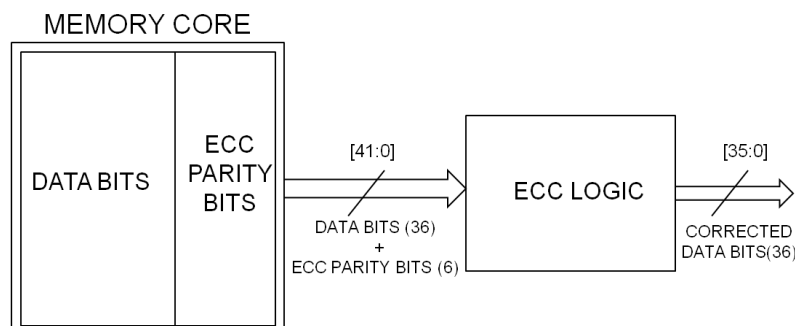 MEMORY CORE
DATA BITS
ECC
PARITY
BITS
[41:0]
DATA BITS (36)
+
ECC PARITY BITS (6)
ECC LOGIC
[35:0]
CORRECTED
DATA BITS(36)